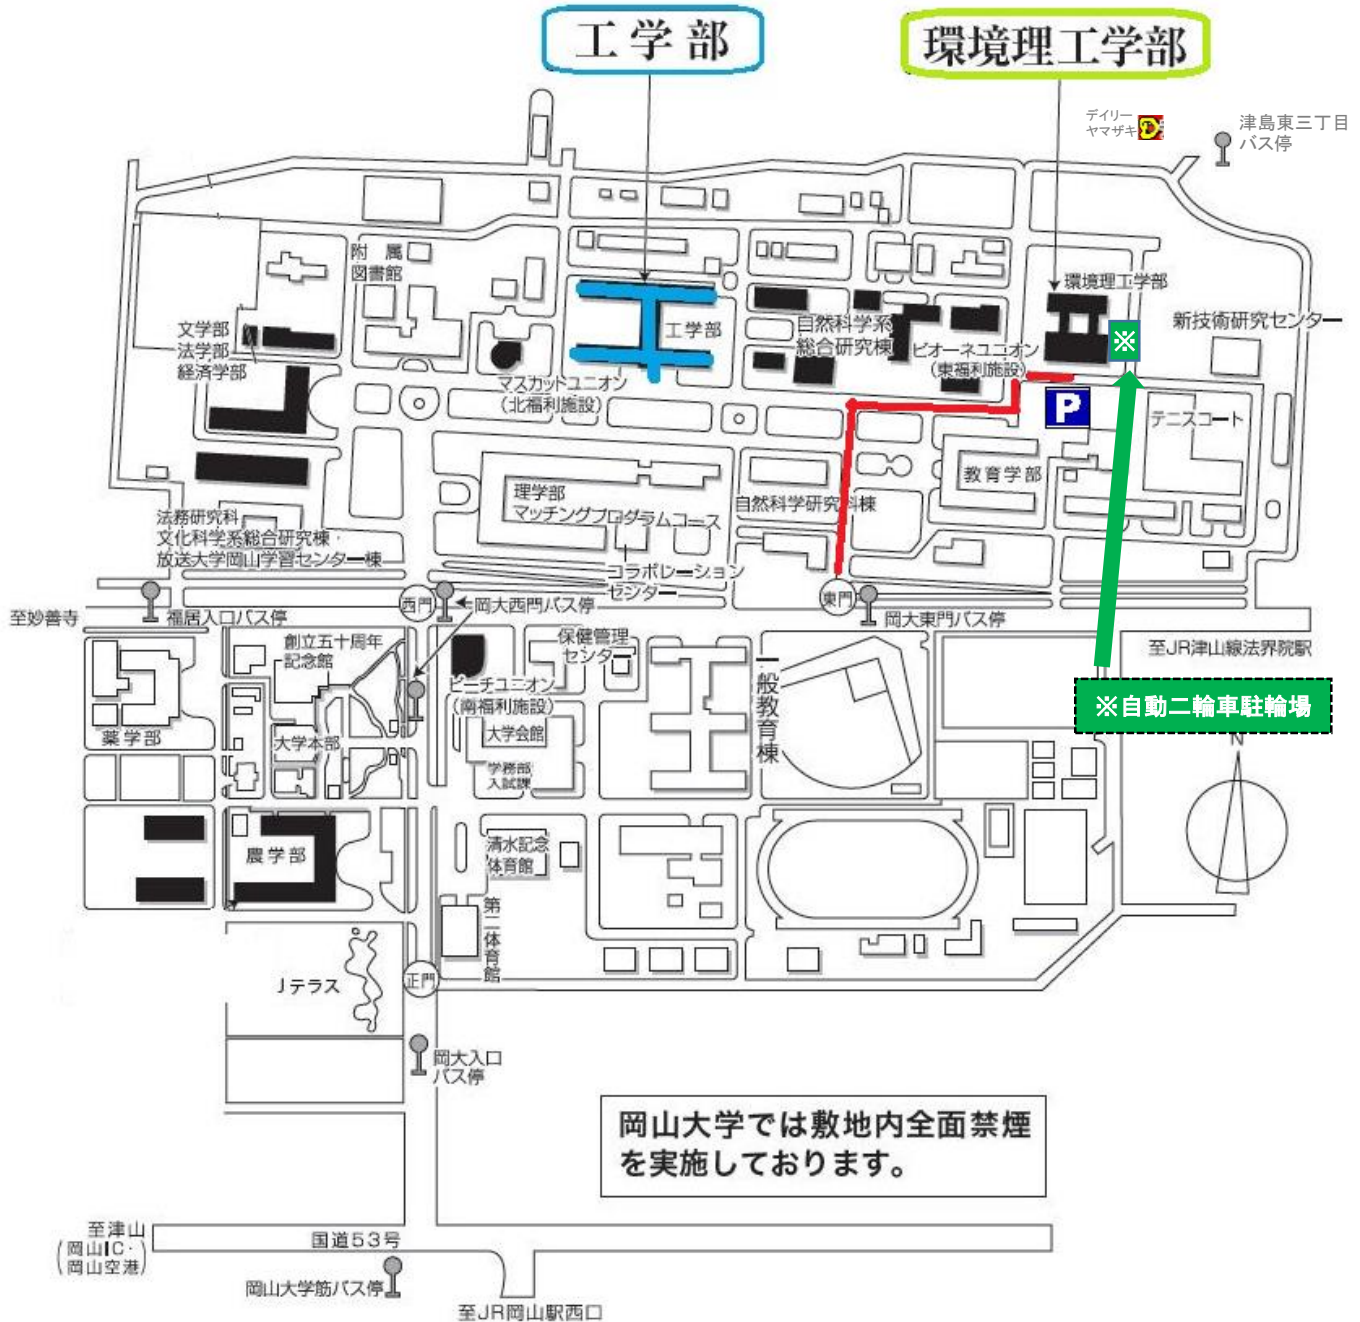 工学部
環境理工学部
デイリー
ヤマザキ
津島東三丁目
バス停
附属
図書館
環境理工学部
新技術研究センター
文学部
法学部
経済学部
工学部
自然科学系
総合研究棟
※
ピオーネユニオン
(東福利施設)
マスカットユニオン
(北福利施設)
P
テニスコート
教育学部
理学部
マッチングプログラムコース
自然科学研究科棟
法務研究科
文化科学系総合研究棟・
放送大学岡山学習センター棟
コラボレーション
センター
西門
東門
至妙善寺
福居入口バス停
岡大西門バス停
岡大東門バス停
創立五十周年
記念館
保健管理
センター
至JR津山線法界院駅
一般教育棟
ピーチユニオン
(南福利施設)
※自動二輪車駐輪場
薬学部
大学本部
大学会館
N
学務部
入試課
農学部
清水記念
体育館
第二体育館
Jテラス
正門
岡大入口
バス停
岡山大学では敷地内全面禁煙
を実施しております。
至津山
(岡山IC・
岡山空港)
国道53号
岡山大学筋バス停
至JR岡山駅西口